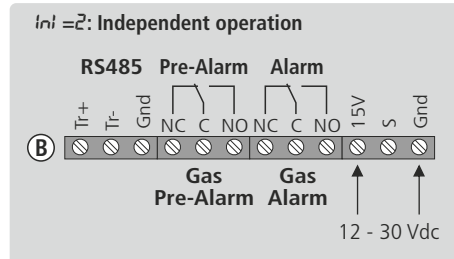 In1 =2: Independent operation
RS485 Pre-Alarm Alarm
Tr+ Tr- Gnd NC C NO NC C NO 15V S Gnd
B
Gas Pre-Alarm Gas Alarm
12 - 30 Vdc